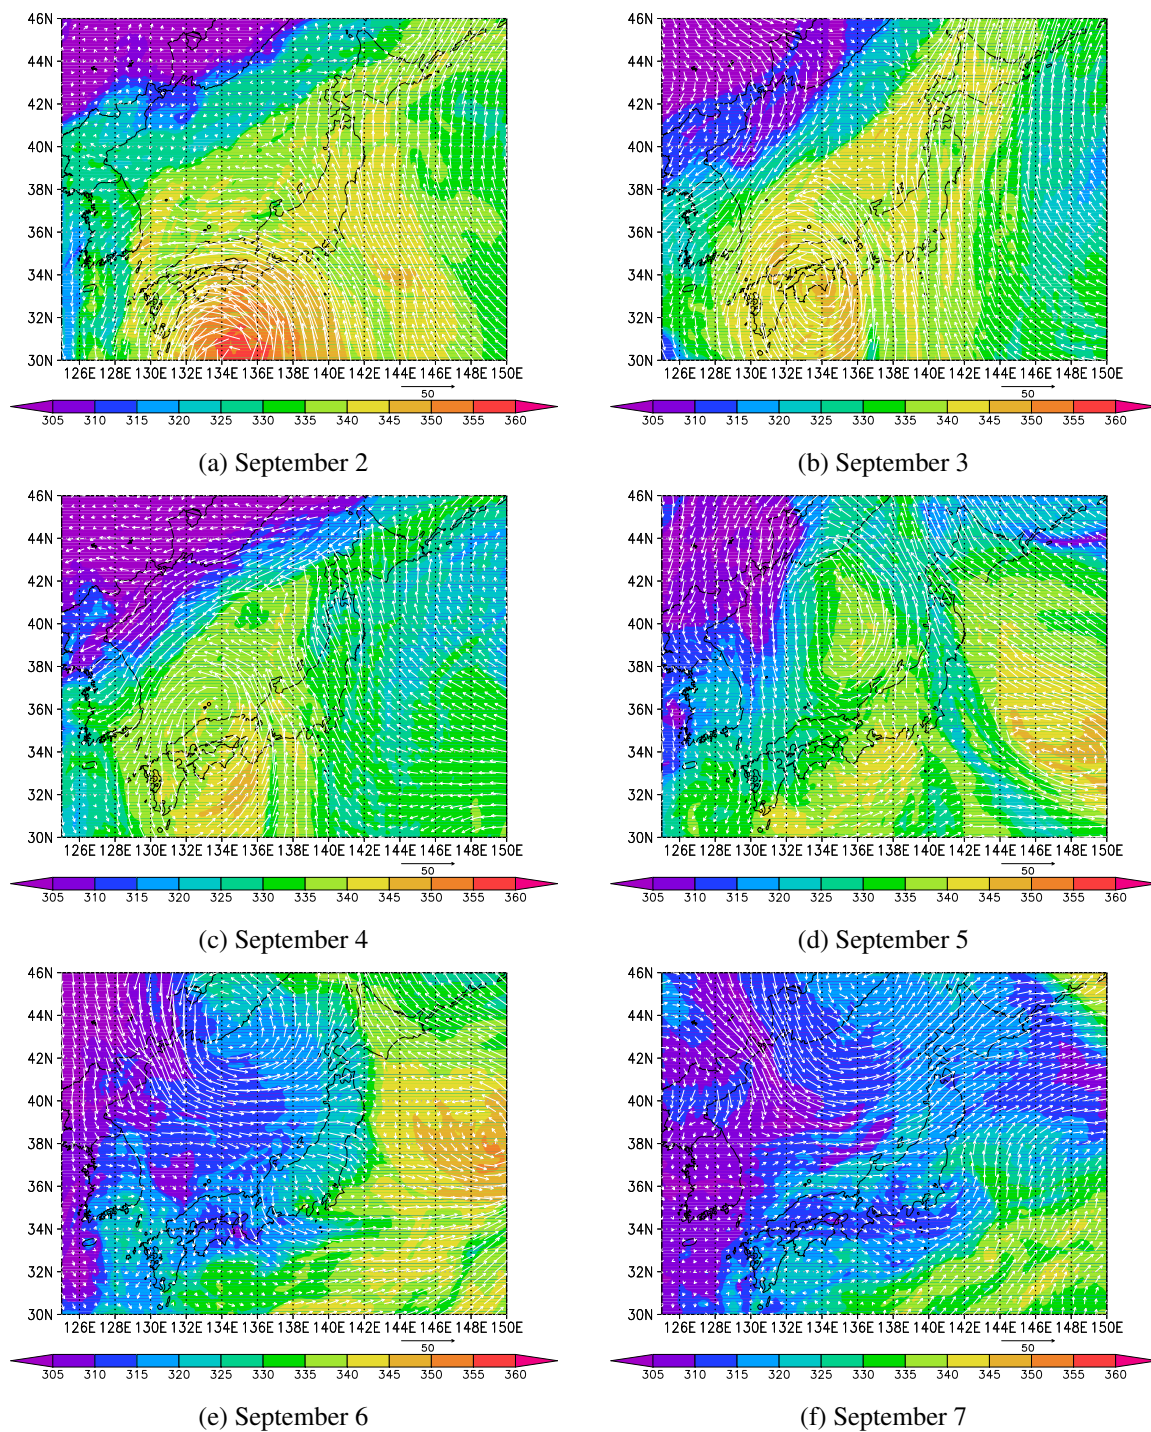 46N 46N
44N 44N
42N 42N
40N 40N
38N 38N
36N 36N
34N 34N
32N 32N
30N 30N
126E 128E 130E 132E 134E 136E 138E 140E 142E 144E 146E 148E 150E 126E 128E 130E 132E 134E 136E 138E 140E 142E 144E 146E 148E 150E
50 50
305 310 315 320 325 330 335 340 345 350 355 360 305 310 315 320 325 330 335 340 345 350 355 360
(a) September 2 (b) September 3
46N 46N
44N 44N
42N 42N
40N 40N
38N 38N
36N 36N
34N 34N
32N 32N
30N 30N
126E 128E 130E 132E 134E 136E 138E 140E 142E 144E 146E 148E 150E 126E 128E 130E 132E 134E 136E 138E 140E 142E 144E 146E 148E 150E
50 50
305 310 315 320 325 330 335 340 345 350 355 360 305 310 315 320 325 330 335 340 345 350 355 360
(c) September 4 (d) September 5
46N 46N
44N 44N
42N 42N
40N 40N
38N 38N
36N 36N
34N 34N
32N 32N
30N 30N
126E 128E 130E 132E 134E 136E 138E 140E 142E 144E 146E 148E 150E 126E 128E 130E 132E 134E 136E 138E 140E 142E 144E 146E 148E 150E
50 50
305 310 315 320 325 330 335 340 345 350 355 360 305 310 315 320 325 330 335 340 345 350 355 360
(e) September 6 (f) September 7